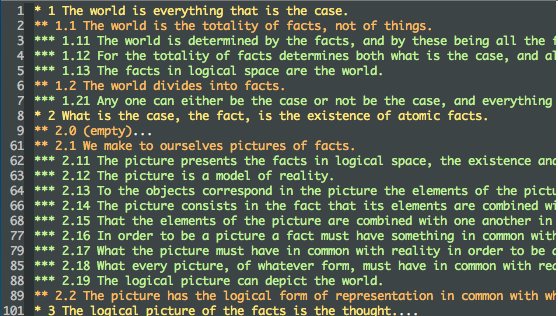 1 * 1 The world is everything that is the case.
2 ** 1.1 The world is the totality of facts, not of things.
3 *** 1.11 The world is determined by the facts, and by these being all the f
4 *** 1.12 For the totality of facts determines both what is the case, and al
5 *** 1.13 The facts in logical space are the world.
6 ** 1.2 The world divides into facts.
7 *** 1.21 Any one can either be the case or not be the case, and everything
8 * 2 What is the case, the fact, is the existence of atomic facts.
9 ** 2.0 (empty)...
61 ** 2.1 We make to ourselves pictures of facts.
62 *** 2.11 The picture presents the facts in logical space, the existence and
63 *** 2.12 The picture is a model of reality.
64 *** 2.13 To the objects correspond in the picture the elements of the pictu
66 *** 2.14 The picture consists in the fact that its elements are combined wi
68 *** 2.15 That the elements of the picture are combined with one another in
77 *** 2.16 In order to be a picture a fact must have something in common with
79 *** 2.17 What the picture must have in common with reality in order to be a
85 *** 2.18 What every picture, of whatever form, must have in common with rea
88 *** 2.19 The logical picture can depict the world.
89 ** 2.2 The picture has the logical form of representation in common with wh
101 * 3 The logical picture of the facts is the thought....